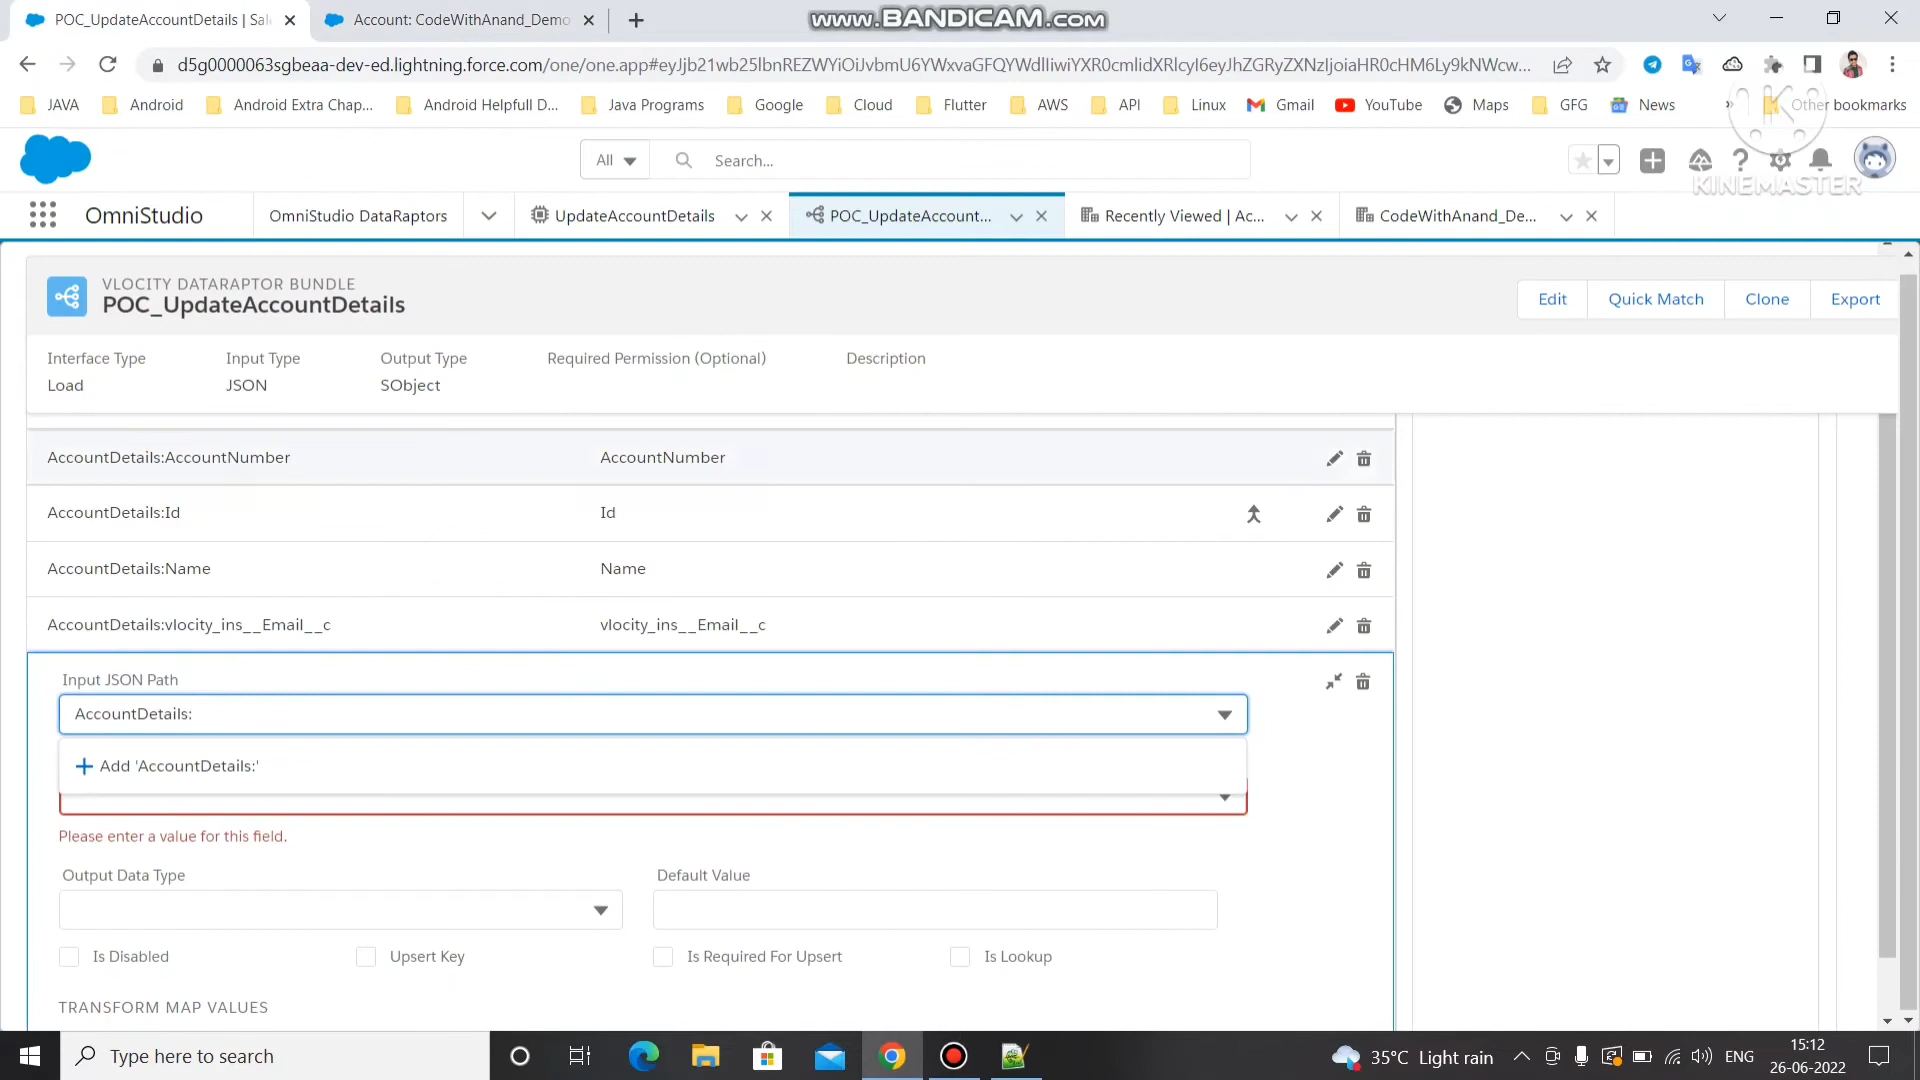 POC_UpdateAccountDetails | Sale
Account: CodeWithAnand_Demo
www.BANDICAM.com
d5g0000063sgbeaa-dev-ed.lightning.force.com/one/one.app#eyJjb21wb25lbnREZWYiOiJvbmU6YWxvaGFQYWdlIiwiYXR0cmlidXRlcyI6eyJhZGRyZXNzIjoiaHR0cHM6Ly9kNWcw...
JAVA
Android
Android Extra Chap...
Android Helpfull D...
Java Programs
Google
Cloud
Flutter
AWS
API
Linux
Gmail
YouTube
Maps
GFG
News
»
Other bookmarks
All
Search...
KINEMASTER
OmniStudio
OmniStudio DataRaptors
UpdateAccountDetails
POC_UpdateAccount...
Recently Viewed | Ac...
CodeWithAnand_De...
VLOCITY DATARAPTOR BUNDLE
POC_UpdateAccountDetails
Edit
Quick Match
Clone
Export
Interface Type
Input Type
Output Type
Required Permission (Optional)
Description
Load
JSON
SObject
AccountDetails:AccountNumber
AccountNumber
AccountDetails:Id
Id
AccountDetails:Name
Name
AccountDetails:vlocity_ins__Email__c
vlocity_ins__Email__c
Input JSON Path
AccountDetails:
Add 'AccountDetails:'
Please enter a value for this field.
Output Data Type
Default Value
Is Disabled
Upsert Key
Is Required For Upsert
Is Lookup
TRANSFORM MAP VALUES
Type here to search
35°C Light rain
ENG
15:12
26-06-2022